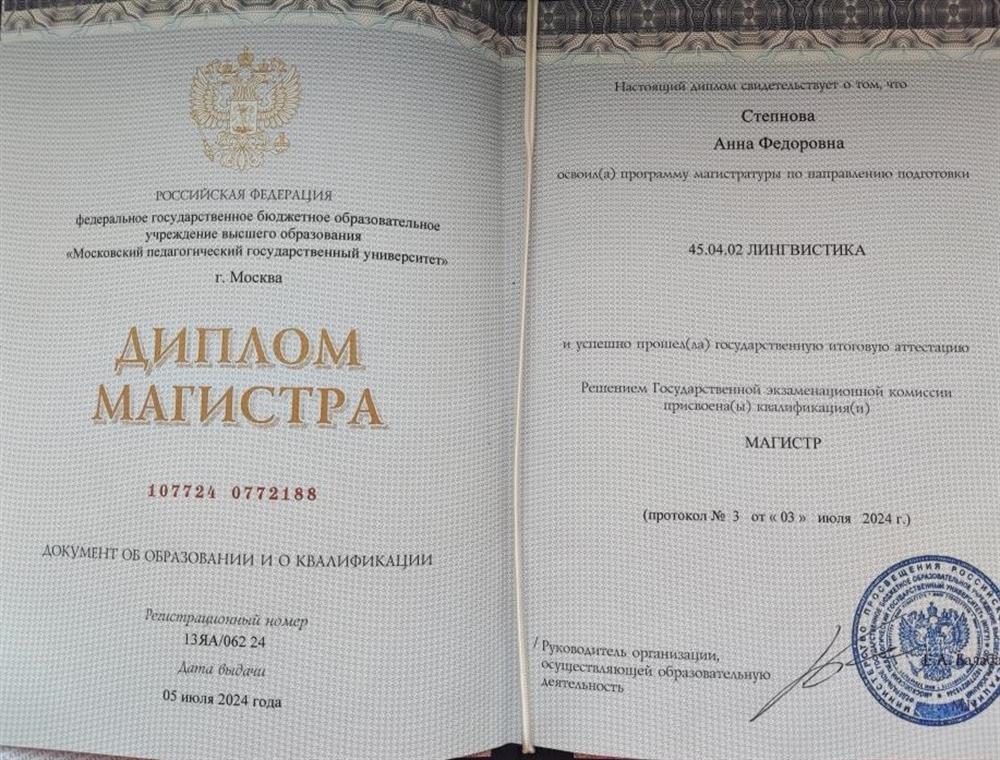 РОССИЙСКАЯ ФЕДЕРАЦИЯ
федеральное государственное бюджетное образовательное
учреждение высшего образования
«Московский педагогический государственный университет»
г. Москва
ДИПЛОМ
МАГИСТРА
107724 0772188
ДОКУМЕНТ ОБ ОБРАЗОВАНИИ И О КВАЛИФИКАЦИИ
Регистрационный номер
13ЯА/062 24
Дата выдачи
05 июля 2024 года
Настоящий диплом свидетельствует о том, что
Степнова
Анна Федоровна
освоил(а) программу магистратуры по направлению подготовки
45.04.02 ЛИНГВИСТИКА
и успешно прошел(ла) государственную итоговую аттестацию
Решением Государственной экзаменационной комиссии
присвоена(ы) квалификация(и)
МАГИСТР
(протокол № 3 от « 03 » июля 2024 г.)
/ Руководитель организации,
осуществляющей образовательную
деятельность
МИНИСТЕРСТВО ПРОСВЕЩЕНИЯ